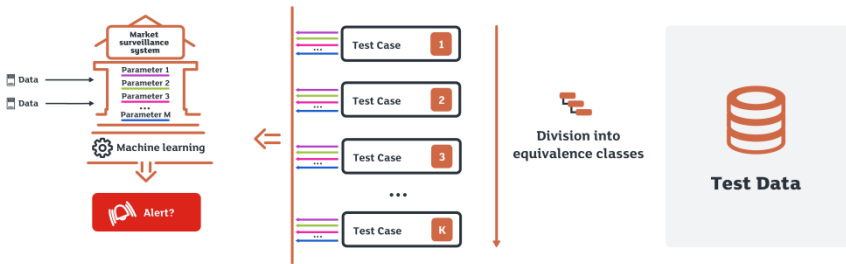 Market
surveillance
system
Data
Data
Parameter 1
Parameter 2
Parameter 3
...
Parameter M
Machine learning
Alert?
...
Test Case
1
...
Test Case
2
...
Test Case
3
...
...
Test Case
K
Division into
equivalence classes
Test Data